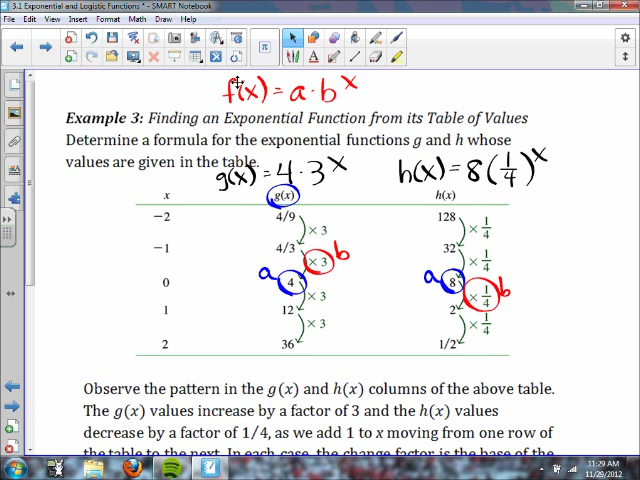 3.1 Exponential and Logistic Functions * - SMART Notebook
File Edit View Insert Format Tools Add-ons Draw Help
f(x) = a · b^x
Example 3: Finding an Exponential Function from its Table of Values
Determine a formula for the exponential functions g and h whose
values are given in the table.
g(x) = 4 · 3^x h(x) = 8(1/4)^x
x g(x) h(x)
−2 4/9 128
× 3 × 1/4
−1 4/3 32
× 3 b × 1/4
0 a 4 a 8
× 3 × 1/4 b
1 12 2
× 3 × 1/4
2 36 1/2
Observe the pattern in the g(x) and h(x) columns of the above table.
The g(x) values increase by a factor of 3 and the h(x) values
decrease by a factor of 1/4, as we add 1 to x moving from one row of
the table to the next. In each case, the change factor is the base of the
11:29 AM
11/29/2012